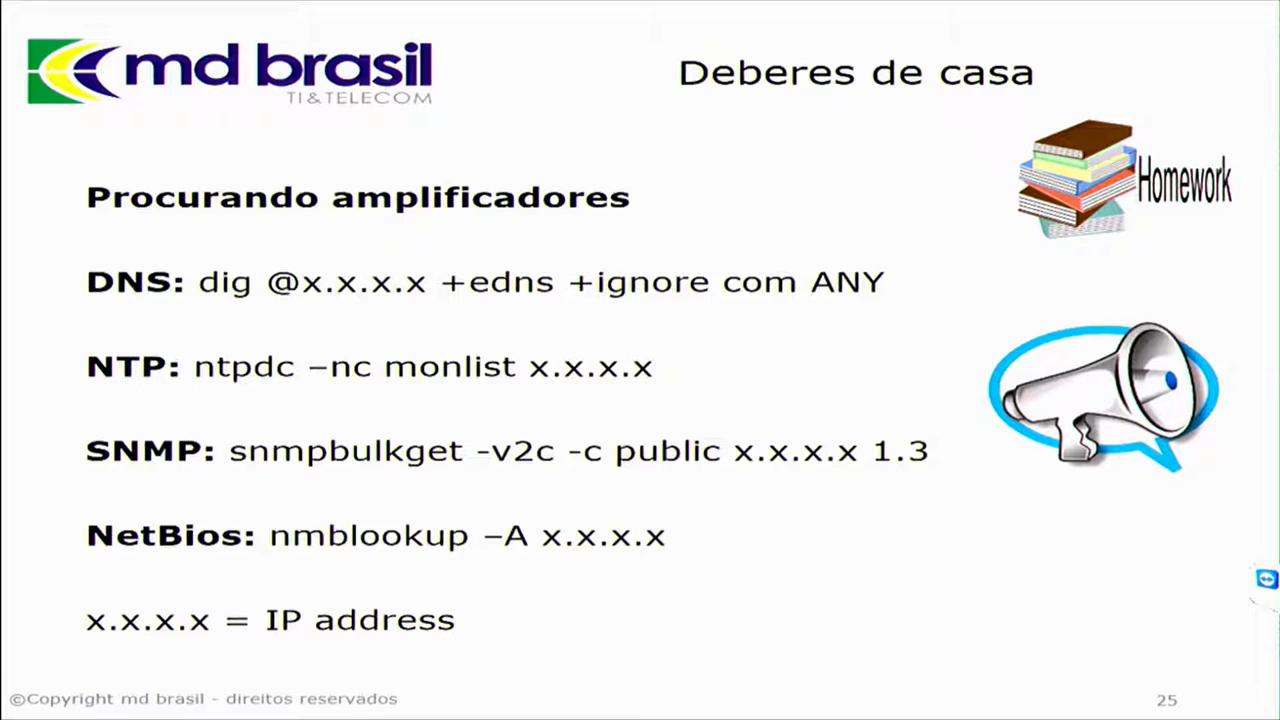 md brasil
TI & TELECOM
Deberes de casa
Homework
Procurando amplificadores
DNS: dig @x.x.x.x +edns +ignore com ANY
NTP: ntpdc –nc monlist x.x.x.x
SNMP: snmpbulkget -v2c -c public x.x.x.x 1.3
NetBios: nmblookup –A x.x.x.x
x.x.x.x = IP address
©Copyright md brasil - direitos reservados
25